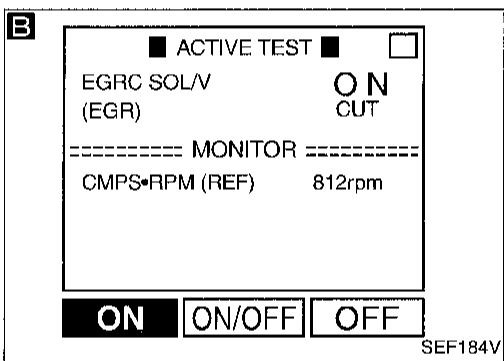 B
■ ACTIVE TEST ■ □
EGRC SOL/V ON
(EGR) CUT
========== MONITOR ==========
CMPS•RPM (REF) 812rpm
ON ON/OFF OFF
SEF184V